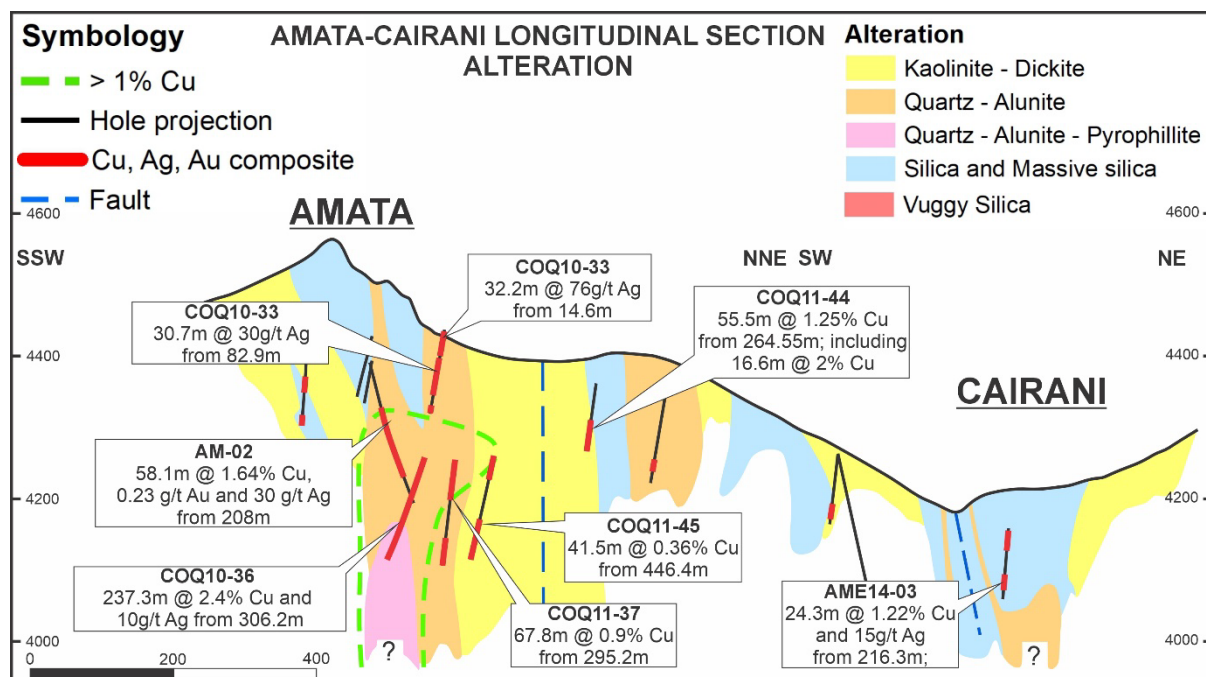 Symbology
> 1% Cu
Hole projection
Cu, Ag, Au composite
Fault
AMATA-CAIRANI LONGITUDINAL SECTION
ALTERATION
Alteration
Kaolinite - Dickite
Quartz - Alunite
Quartz - Alunite - Pyrophillite
Silica and Massive silica
Vuggy Silica
4600
4600
AMATA
SSW
NNE SW
NE
COQ10-33
32.2m @ 76g/t Ag
from 14.6m
COQ10-33
30.7m @ 30g/t Ag
from 82.9m
COQ11-44
55.5m @ 1.25% Cu
from 264.55m; including
16.6m @ 2% Cu
4400
4400
CAIRANI
AM-02
58.1m @ 1.64% Cu,
0.23 g/t Au and 30 g/t Ag
from 208m
4200
4200
COQ11-45
41.5m @ 0.36% Cu
from 446.4m
COQ10-36
237.3m @ 2.4% Cu and
10g/t Ag from 306.2m
COQ11-37
67.8m @ 0.9% Cu
from 295.2m
AME14-03
24.3m @ 1.22% Cu
and 15g/t Ag
from 216.3m;
4000
4000
?
?
0
200
400